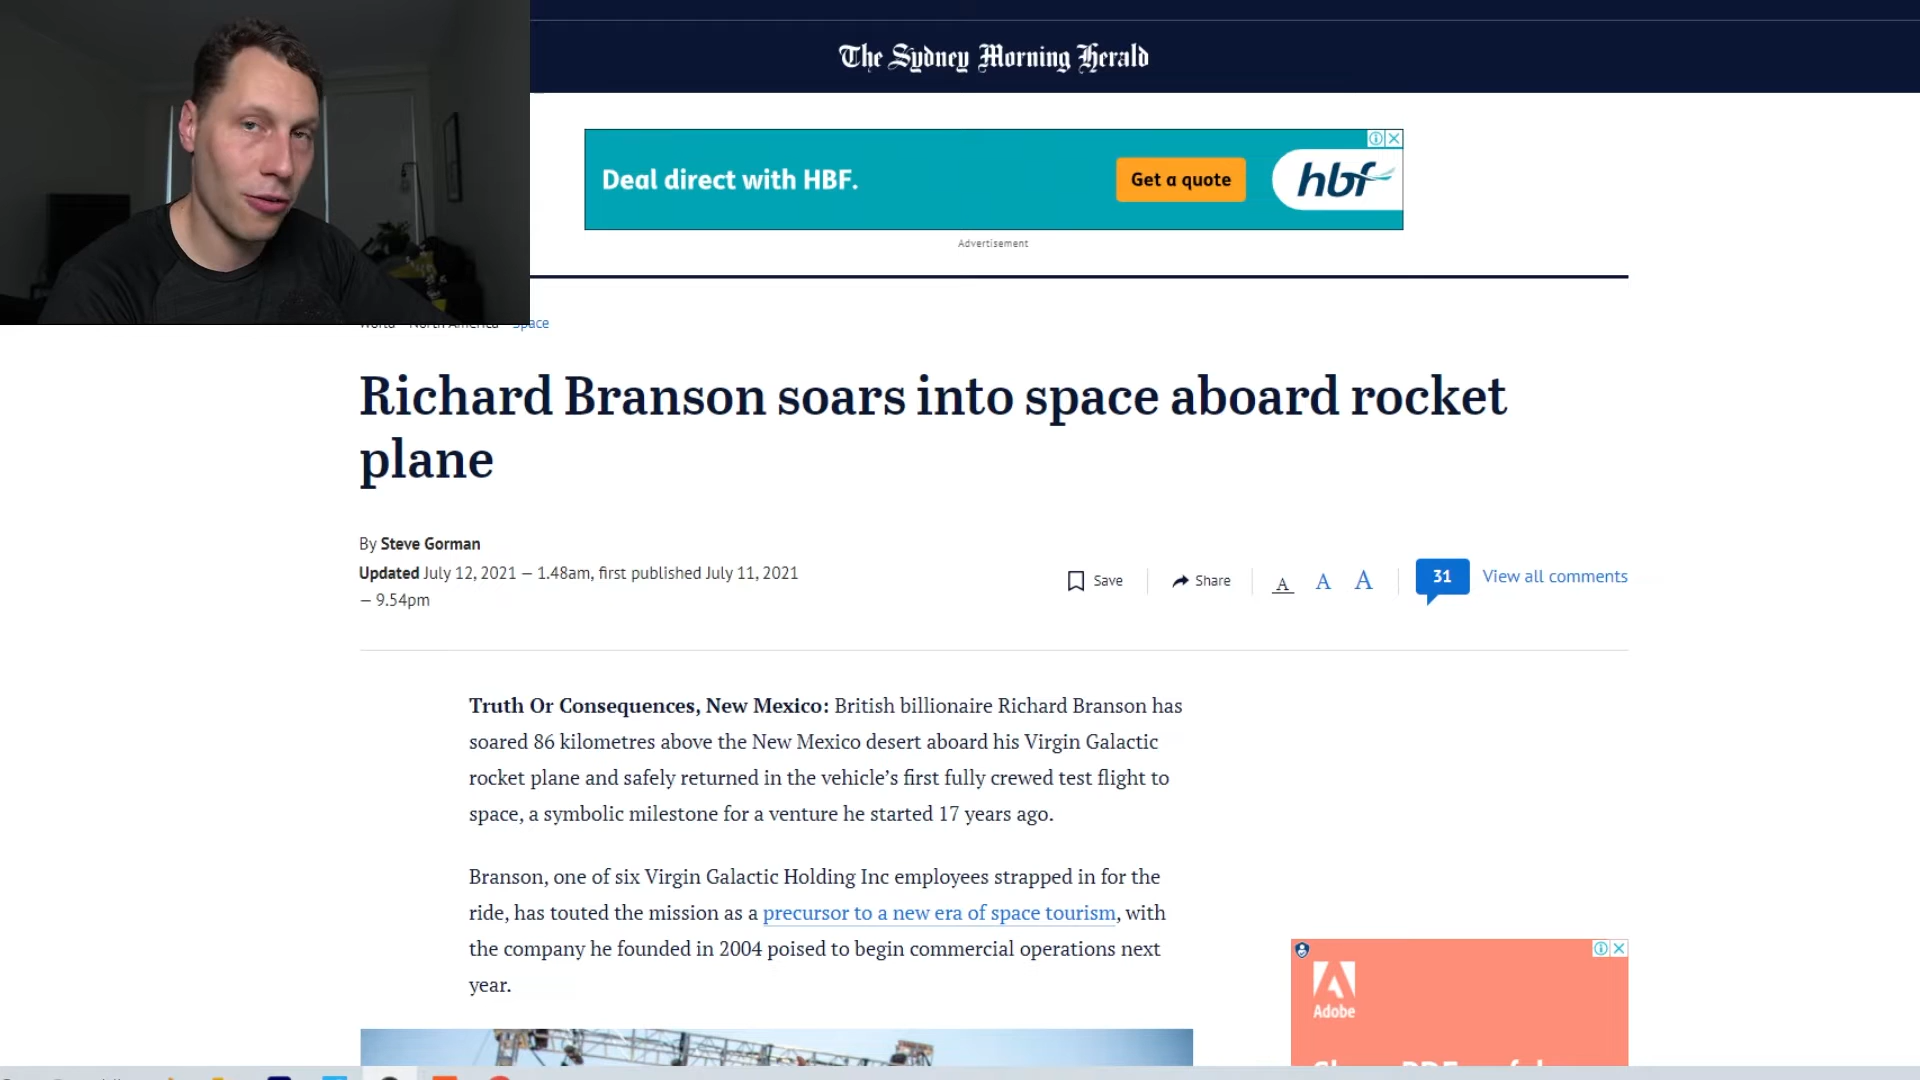 The Sydney Morning Herald
Deal direct with HBF.
Get a quote
hbf
Advertisement
World North America Space
Richard Branson soars into space aboard rocket
plane
By Steve Gorman
Updated July 12, 2021 — 1.48am, first published July 11, 2021
— 9.54pm
Save
Share
A A A
31
View all comments
Truth Or Consequences, New Mexico: British billionaire Richard Branson has
soared 86 kilometres above the New Mexico desert aboard his Virgin Galactic
rocket plane and safely returned in the vehicle’s first fully crewed test flight to
space, a symbolic milestone for a venture he started 17 years ago.
Branson, one of six Virgin Galactic Holding Inc employees strapped in for the
ride, has touted the mission as a precursor to a new era of space tourism, with
the company he founded in 2004 poised to begin commercial operations next
year.
Adobe